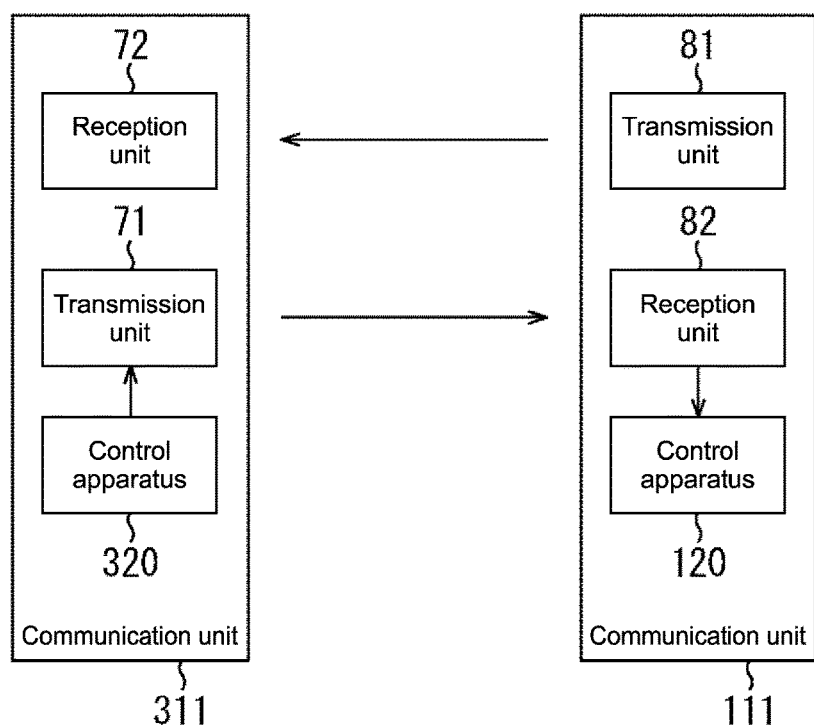 72
Reception
unit
71
Transmission
unit
Control
apparatus
320
Communication unit
311
81
Transmission
unit
82
Reception
unit
Control
apparatus
120
Communication unit
111